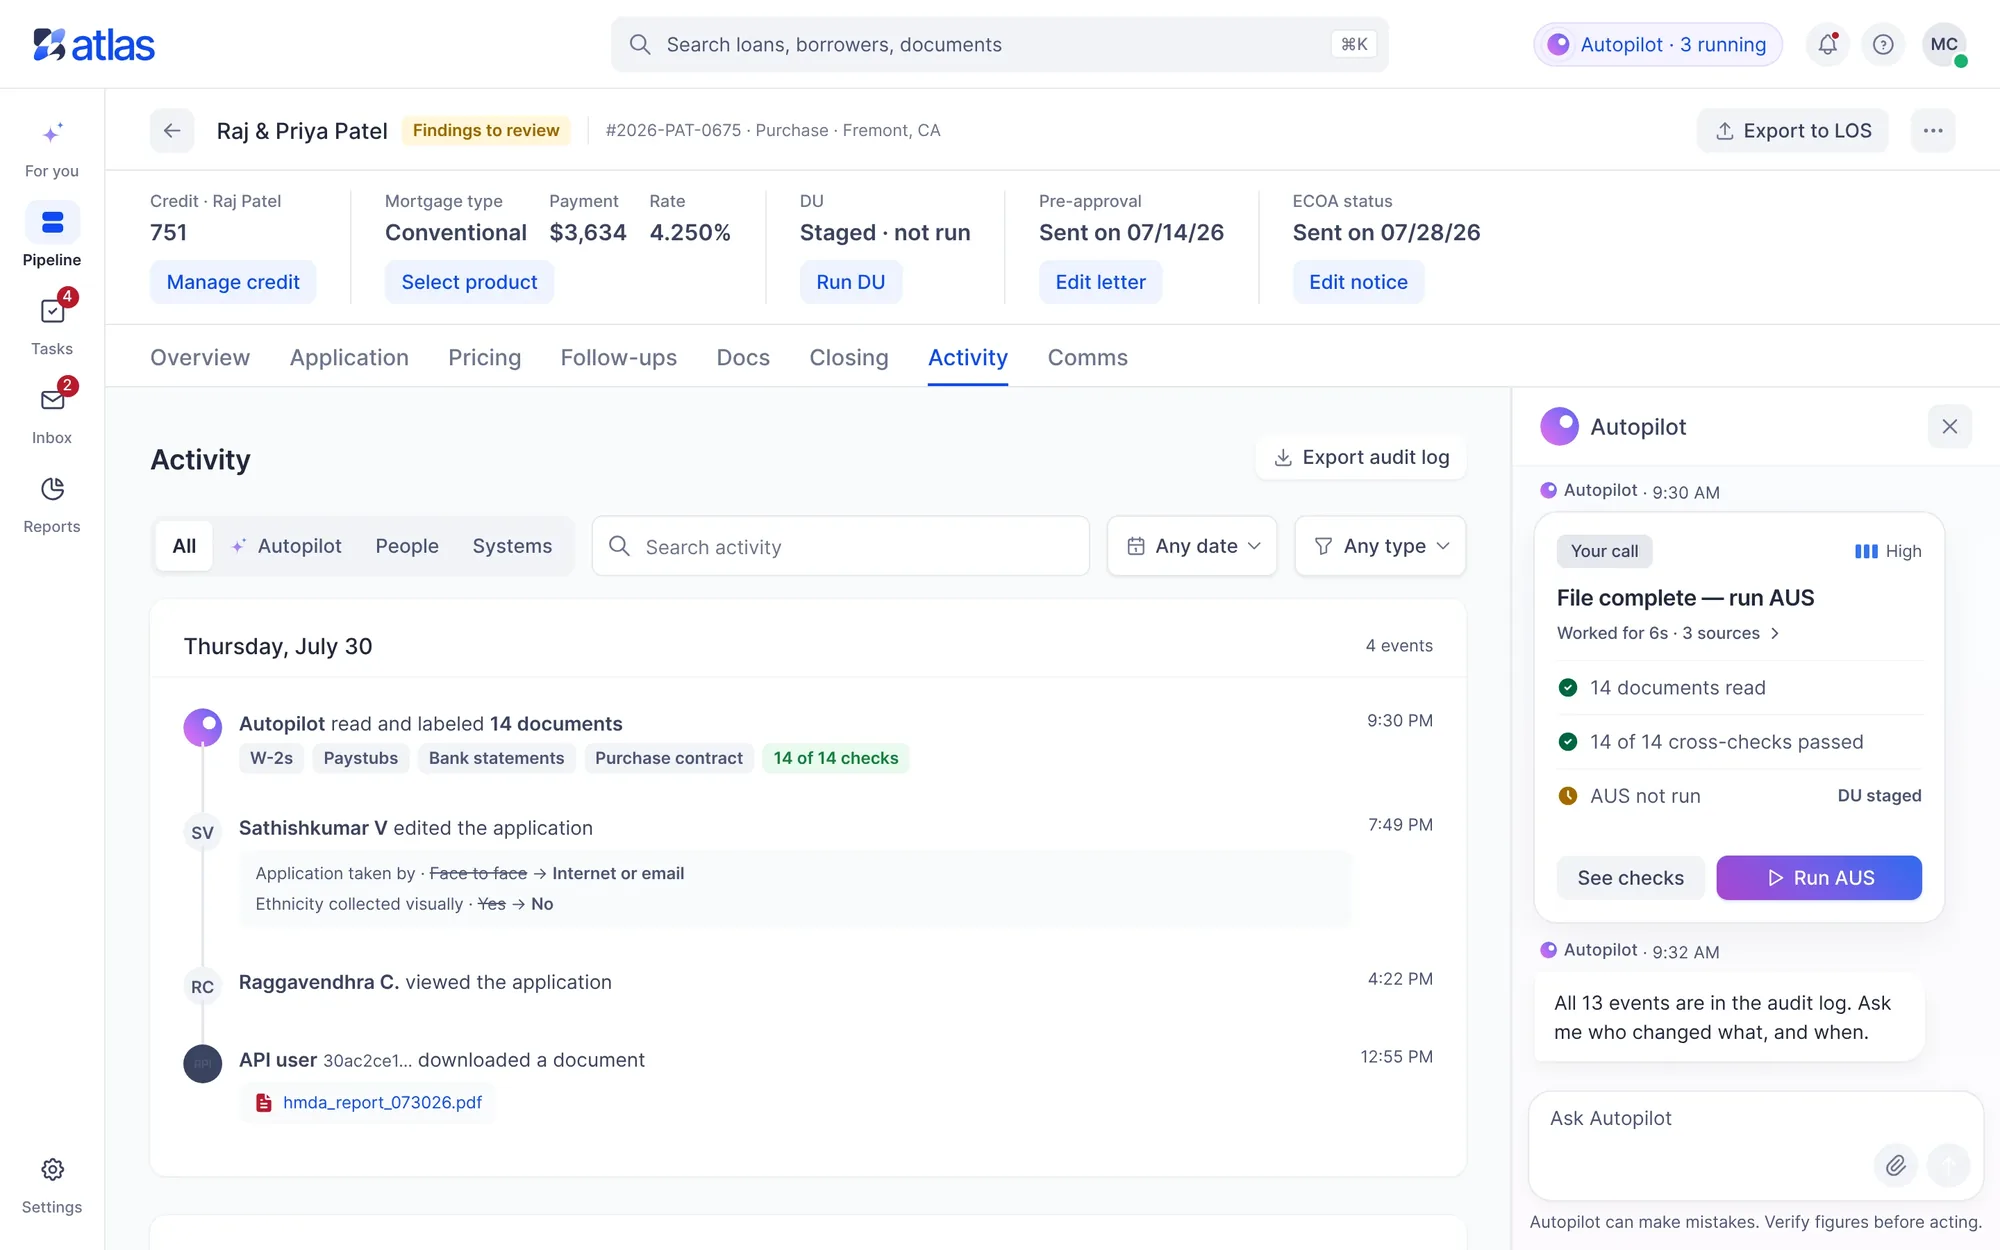 atlas
Search loans, borrowers, documents
⌘K
Autopilot · 3 running
MC
For you
Pipeline
4
Tasks
2
Inbox
Reports
Settings
Raj & Priya Patel
Findings to review
#2026-PAT-0675 · Purchase · Fremont, CA
Export to LOS
Credit · Raj Patel
751
Manage credit
Mortgage type
Conventional
Payment
$3,634
Rate
4.250%
Select product
DU
Staged · not run
Run DU
Pre-approval
Sent on 07/14/26
Edit letter
ECOA status
Sent on 07/28/26
Edit notice
Overview
Application
Pricing
Follow-ups
Docs
Closing
Activity
Comms
Activity
Export audit log
All
Autopilot
People
Systems
Search activity
Any date
Any type
Thursday, July 30
4 events
Autopilot read and labeled 14 documents
9:30 PM
W-2s
Paystubs
Bank statements
Purchase contract
14 of 14 checks
SV
Sathishkumar V edited the application
7:49 PM
Application taken by · Face to face → Internet or email
Ethnicity collected visually · Yes → No
RC
Raggavendhra C. viewed the application
4:22 PM
API
API user 30ac2ce1... downloaded a document
12:55 PM
hmda_report_073026.pdf
Autopilot
Autopilot · 9:30 AM
Your call
High
File complete — run AUS
Worked for 6s · 3 sources
14 documents read
14 of 14 cross-checks passed
AUS not run
DU staged
See checks
Run AUS
Autopilot · 9:32 AM
All 13 events are in the audit log. Ask
me who changed what, and when.
Ask Autopilot
Autopilot can make mistakes. Verify figures before acting.